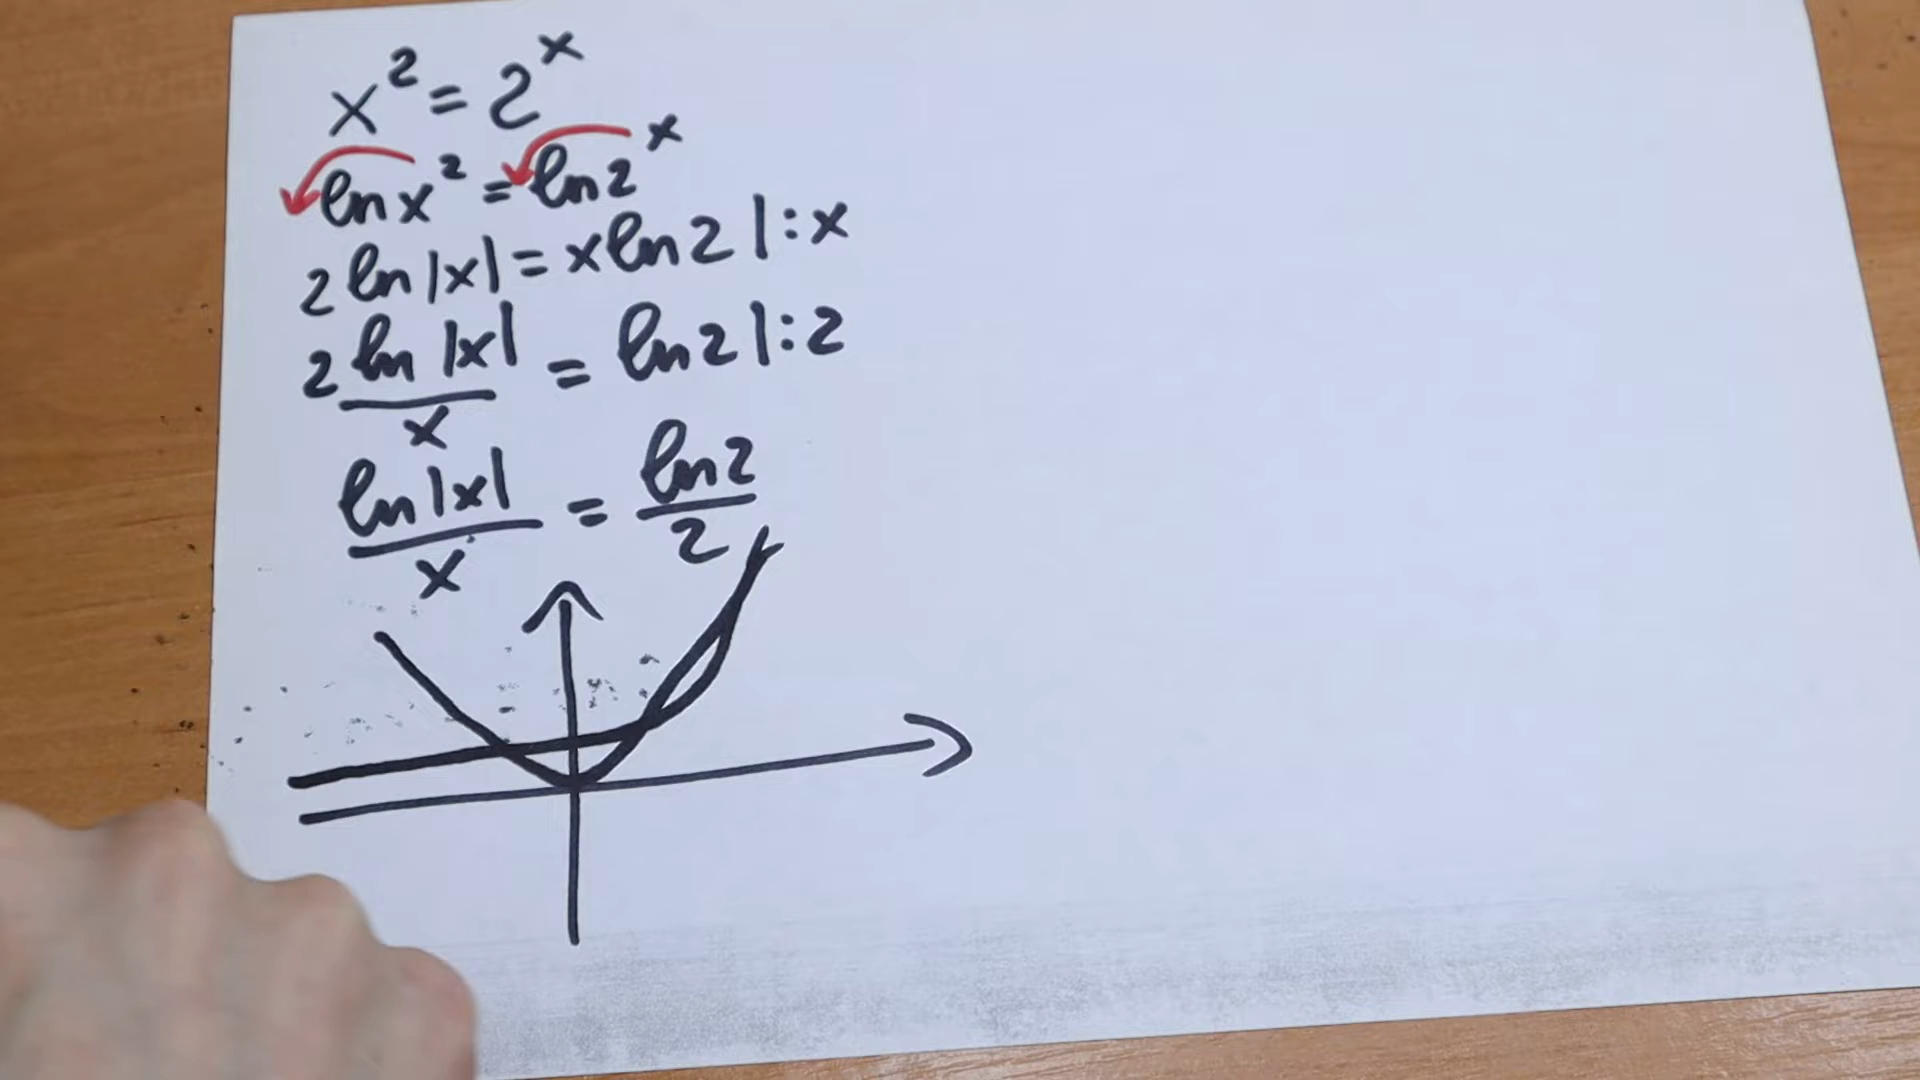 x² = 2ˣ
ln x² = ln 2ˣ
2 ln |x| = x ln 2 |: x
2 ln |x| / x = ln 2 |: 2
ln |x| / x = ln 2 / 2